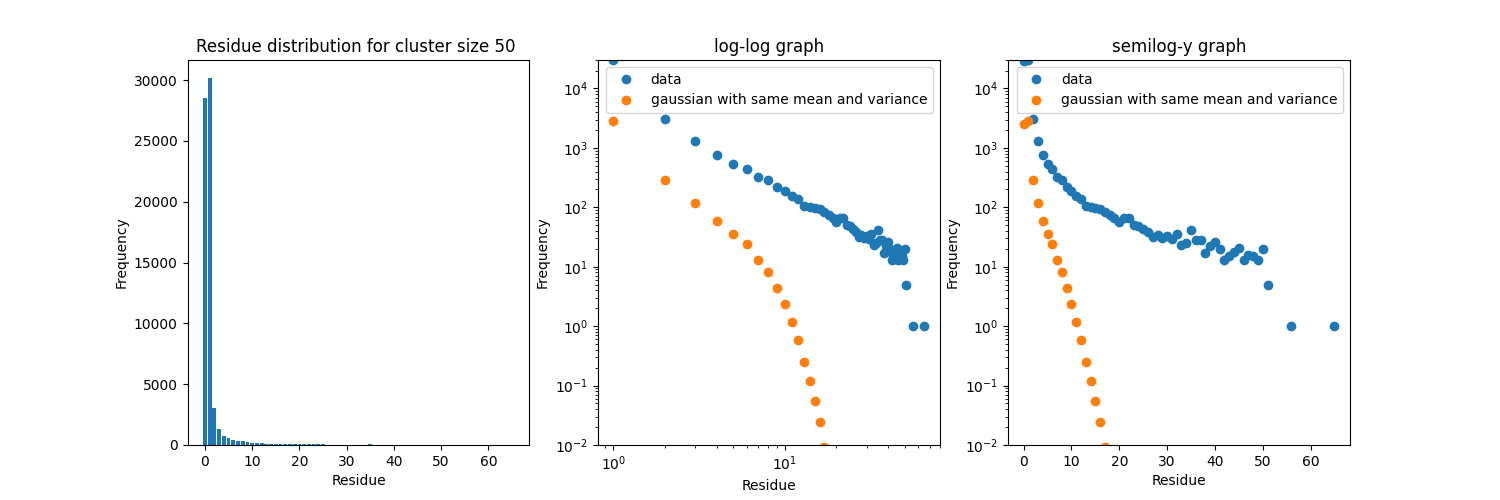 Residue distribution for cluster size 50
30000
25000
20000
15000
10000
5000
0
Frequency
0 10 20 30 40 50 60
Residue
log-log graph
data
gaussian with same mean and variance
10^4
10^3
10^2
10^1
10^0
10^-1
10^-2
Frequency
10^0 10^1
Residue
semilog-y graph
data
gaussian with same mean and variance
10^4
10^3
10^2
10^1
10^0
10^-1
10^-2
Frequency
0 10 20 30 40 50 60
Residue